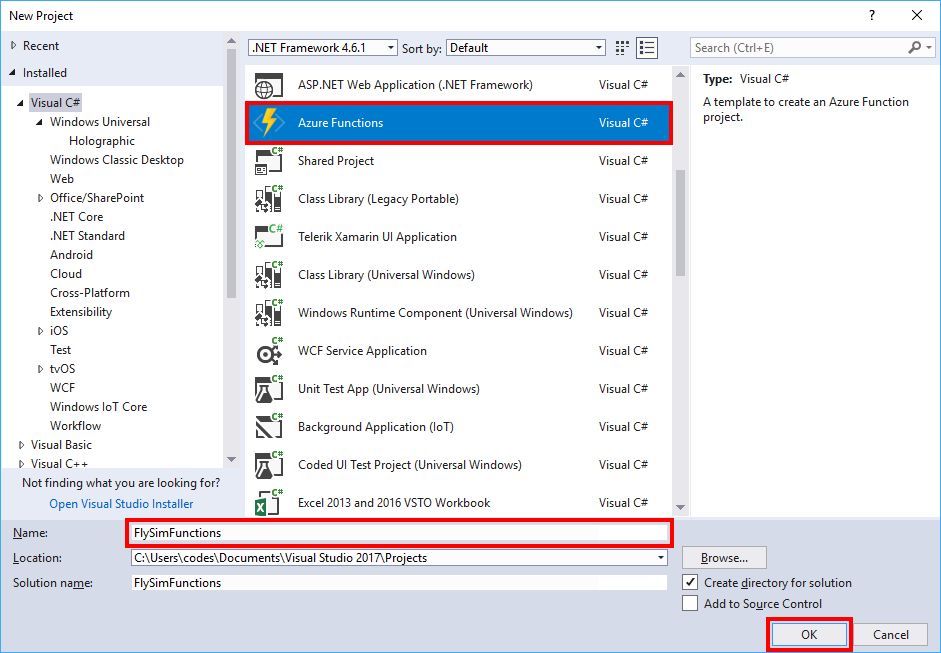 New Project
?
Recent
Installed
Visual C#
Windows Universal
Holographic
Windows Classic Desktop
Web
Office/SharePoint
.NET Core
.NET Standard
Android
Cloud
Cross-Platform
Extensibility
iOS
Test
tvOS
WCF
Windows IoT Core
Workflow
Visual Basic
Visual C++
Not finding what you are looking for?
Open Visual Studio Installer
.NET Framework 4.6.1 Sort by: Default
ASP.NET Web Application (.NET Framework) Visual C#
Azure Functions Visual C#
C# Shared Project Visual C#
C# Class Library (Legacy Portable) Visual C#
C# Telerik Xamarin UI Application Visual C#
C# Class Library (Universal Windows) Visual C#
C# Windows Runtime Component (Universal Windows) Visual C#
C# WCF Service Application Visual C#
C# Unit Test App (Universal Windows) Visual C#
C# Background Application (IoT) Visual C#
C# Coded UI Test Project (Universal Windows) Visual C#
C# Excel 2013 and 2016 VSTO Workbook Visual C#
Search (Ctrl+E)
Type: Visual C#
A template to create an Azure Function
project.
Name: FlySimFunctions
Location: C:\Users\codes\Documents\Visual Studio 2017\Projects Browse...
Solution name: FlySimFunctions
Create directory for solution
Add to Source Control
OK Cancel